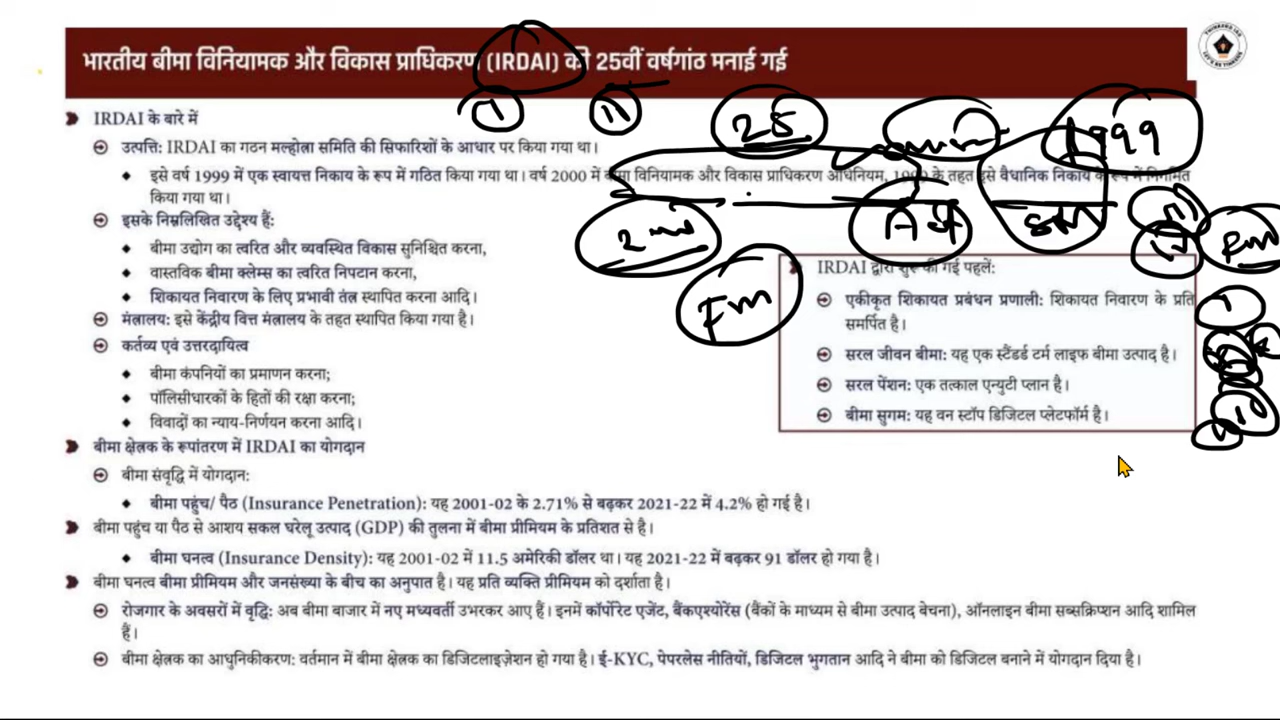 भारतीय बीमा विनियामक और विकास प्राधिकरण (IRDAI) की 25वीं वर्षगांठ मनाई गई
IRDAI के बारे में
उत्पत्ति: IRDAI का गठन मल्होत्रा समिति की सिफारिशों के आधार पर किया गया था।
इसे वर्ष 1999 में एक स्वायत्त निकाय के रूप में गठित किया गया था। वर्ष 2000 में बीमा विनियामक और विकास प्राधिकरण अधिनियम, के तहत इसे वैधानिक निकाय के रूप में निगमित
किया गया था।
इसके निम्नलिखित उद्देश्य हैं:
बीमा उद्योग का त्वरित और व्यवस्थित विकास सुनिश्चित करना,
वास्तविक बीमा क्लेम्स का त्वरित निपटान करना,
शिकायत निवारण के लिए प्रभावी तंत्र स्थापित करना आदि।
मंत्रालय: इसे केंद्रीय वित्त मंत्रालय के तहत स्थापित किया गया है।
कर्तव्य एवं उत्तरदायित्व
बीमा कंपनियों का प्रमाणन करना;
पॉलिसीधारकों के हितों की रक्षा करना;
विवादों का न्याय-निर्णयन करना आदि।
IRDAI द्वारा शुरू की गई पहलें:
एकीकृत शिकायत प्रबंधन प्रणाली: शिकायत निवारण के प्रति
समर्पित है।
सरल जीवन बीमा: यह एक स्टैंडर्ड टर्म लाइफ बीमा उत्पाद है।
सरल पेंशन: एक तत्काल एन्युटी प्लान है।
बीमा सुगम: यह वन स्टॉप डिजिटल प्लेटफॉर्म है।
बीमा क्षेत्रक के रूपांतरण में IRDAI का योगदान
बीमा संवृद्धि में योगदान:
बीमा पहुंच/ पैठ (Insurance Penetration): यह 2001-02 के 2.71% से बढ़कर 2021-22 में 4.2% हो गई है।
बीमा पहुंच या पैठ से आशय सकल घरेलू उत्पाद (GDP) की तुलना में बीमा प्रीमियम के प्रतिशत से है।
बीमा घनत्व (Insurance Density): यह 2001-02 में 11.5 अमेरिकी डॉलर था। यह 2021-22 में बढ़कर 91 डॉलर हो गया है।
बीमा घनत्व बीमा प्रीमियम और जनसंख्या के बीच का अनुपात है। यह प्रति व्यक्ति प्रीमियम को दर्शाता है।
रोजगार के अवसरों में वृद्धि: अब बीमा बाजार में नए मध्यवर्ती उभरकर आए हैं। इनमें कॉर्पोरेट एजेंट, बैंकएश्योरेंस (बैंकों के माध्यम से बीमा उत्पाद बेचना), ऑनलाइन बीमा सब्सक्रिप्शन आदि शामिल
हैं।
बीमा क्षेत्रक का आधुनिकीकरण: वर्तमान में बीमा क्षेत्रक का डिजिटलाइज़ेशन हो गया है। ई-KYC, पेपरलेस नीतियों, डिजिटल भुगतान आदि ने बीमा को डिजिटल बनाने में योगदान दिया है।
25
1999
Fm